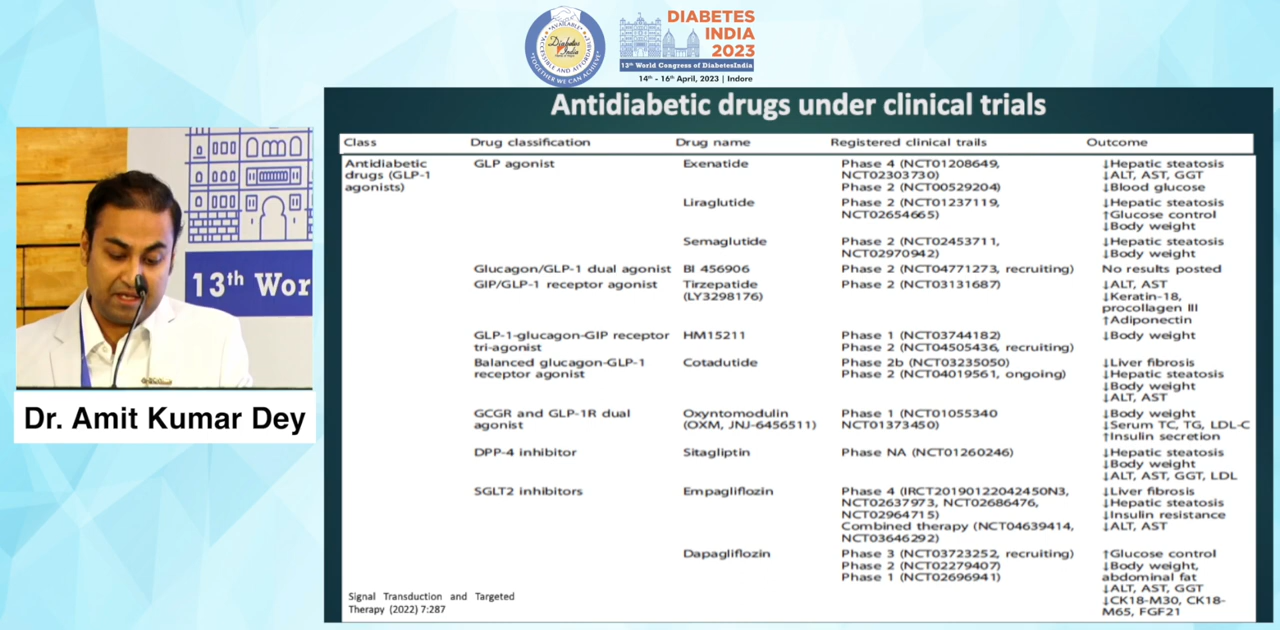 AVAILABLE
ACCESSIBLE AND AFFORDABLE
Diabetes
India
TOGETHER WE CAN ACHIEVE
DIABETES
INDIA
2023
13th World Congress of DiabetesIndia
14th - 16th April, 2023 | Indore
13th Wor
Dr. Amit Kumar Dey
Antidiabetic drugs under clinical trials
Class Drug classification Drug name Registered clinical trails Outcome
Antidiabetic GLP agonist Exenatide Phase 4 (NCT01208649, ↓Hepatic steatosis
drugs (GLP-1 NCT02303730) ↓ALT, AST, GGT
agonists) Phase 2 (NCT00529204) ↓Blood glucose
Liraglutide Phase 2 (NCT01237119, ↓Hepatic steatosis
NCT02654665) ↑Glucose control
↓Body weight
Semaglutide Phase 2 (NCT02453711, ↓Hepatic steatosis
NCT02970942) ↓Body weight
Glucagon/GLP-1 dual agonist BI 456906 Phase 2 (NCT04771273, recruiting) No results posted
GIP/GLP-1 receptor agonist Tirzepatide Phase 2 (NCT03131687) ↓ALT, AST
(LY3298176) ↓Keratin-18,
procollagen III
↑Adiponectin
GLP-1-glucagon-GIP receptor HM15211 Phase 1 (NCT03744182) ↓Body weight
tri-agonist Phase 2 (NCT04505436, recruiting)
Balanced glucagon-GLP-1 Cotadutide Phase 2b (NCT03235050) ↓Liver fibrosis
receptor agonist Phase 2 (NCT04019561, ongoing) ↓Hepatic steatosis
↓Body weight
↓ALT, AST
GCGR and GLP-1R dual Oxyntomodulin Phase 1 (NCT01055340 ↓Body weight
agonist (OXM, JNJ-6456511) NCT01373450) ↓Serum TC, TG, LDL-C
↑Insulin secretion
DPP-4 inhibitor Sitagliptin Phase NA (NCT01260246) ↓Hepatic steatosis
↓Body weight
↓ALT, AST, GGT, LDL
SGLT2 inhibitors Empagliflozin Phase 4 (IRCT20190122042450N3, ↓Liver fibrosis
NCT02637973, NCT02686476, ↓Hepatic steatosis
NCT02964715) ↓Insulin resistance
Combined therapy (NCT04639414, ↓ALT, AST
NCT03646292)
Dapagliflozin Phase 3 (NCT03723252, recruiting) ↑Glucose control
Phase 2 (NCT02279407) ↓Body weight,
Phase 1 (NCT02696941) abdominal fat
↓ALT, AST, GGT
↓CK18-M30, CK18-
M65, FGF21
Signal Transduction and Targeted
Therapy (2022) 7:287